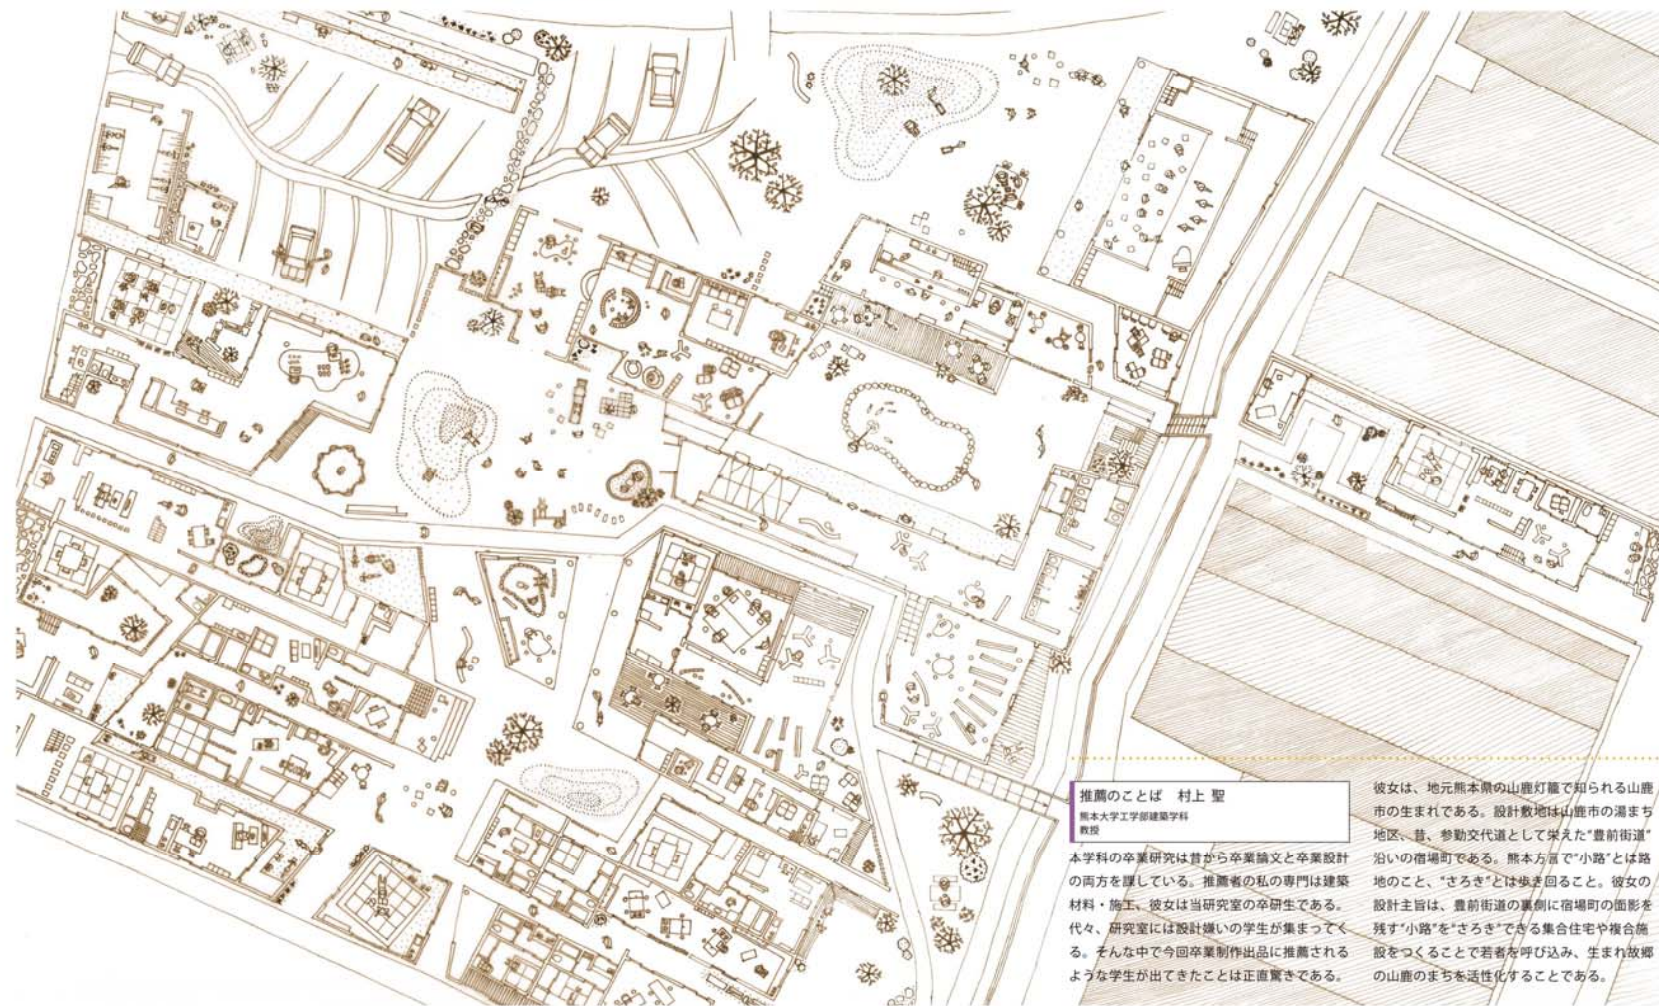 推薦のことば　村上 聖
熊本大学工学部建築学科
教授
本学科の卒業研究は昔から卒業論文と卒業設計
の両方を課している。推薦者の私の専門は建築
材料・施工、彼女は当研究室の卒研生である。
代々、研究室には設計嫌いの学生が集まってく
る。そんな中で今回卒業制作出品に推薦される
ような学生が出てきたことは正直驚きである。
彼女は、地元熊本県の山鹿灯籠で知られる山鹿
市の生まれである。設計敷地は山鹿市の湯まち
地区、昔、参勤交代道として栄えた“豊前街道”
沿いの宿場町である。熊本方言で“小路”とは路
地のこと、“さろき”とは歩き回ること。彼女の
設計主旨は、豊前街道の裏側に宿場町の面影を
残す“小路”を“さろき”できる集合住宅や複合施
設をつくることで若者を呼び込み、生まれ故郷
の山鹿のまちを活性化することである。